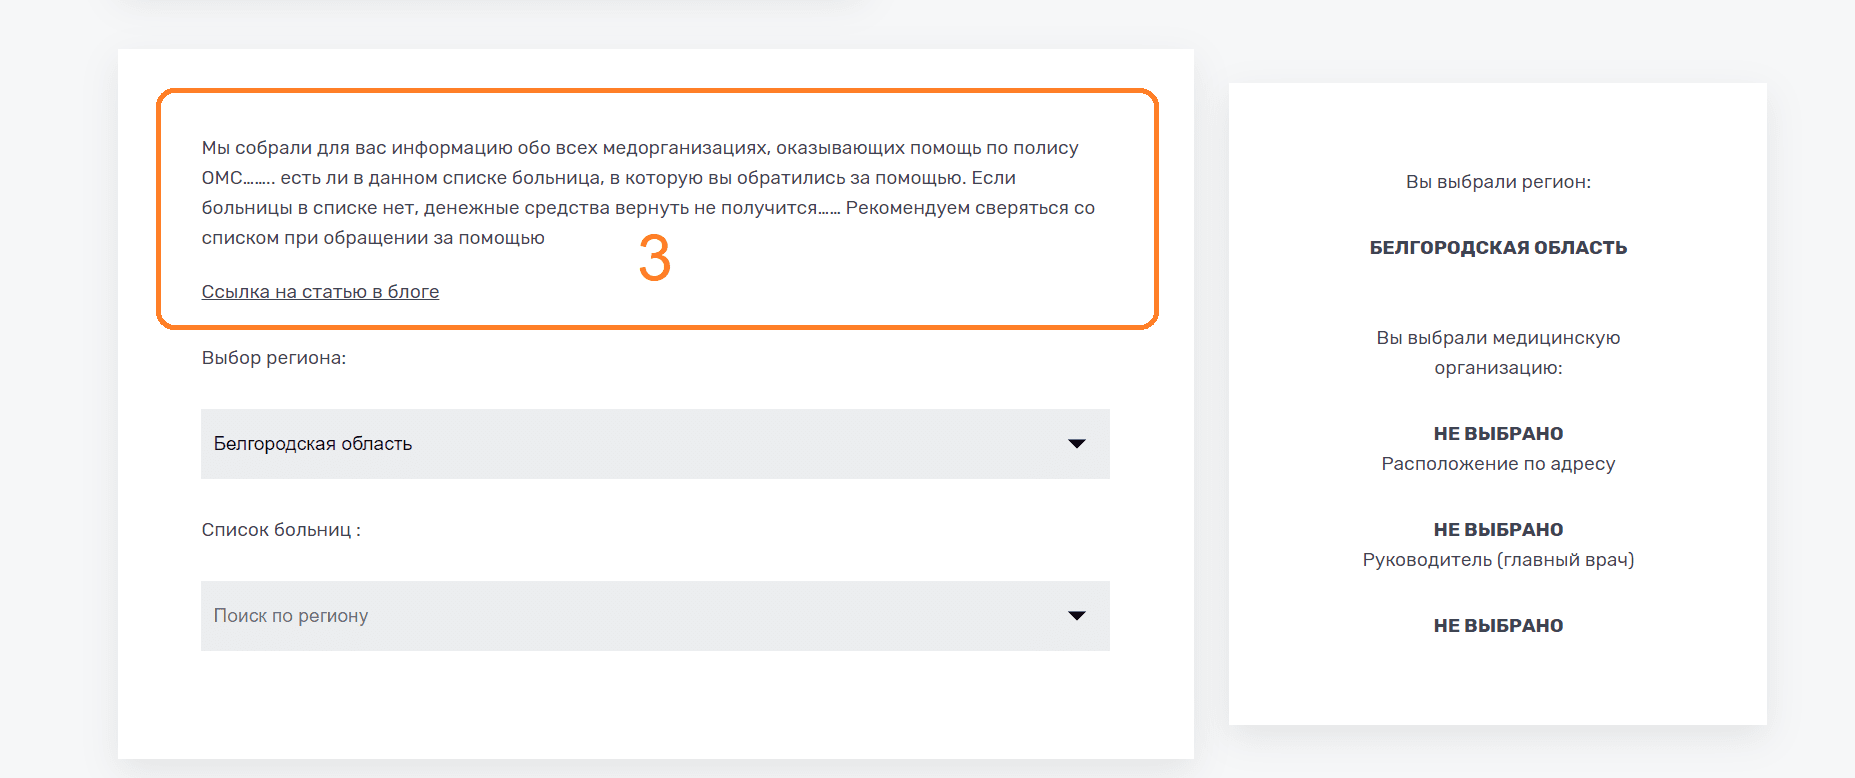 Мы собрали для вас информацию обо всех медорганизациях, оказывающих помощь по полису
ОМС…….. есть ли в данном списке больница, в которую вы обратились за помощью. Если
больницы в списке нет, денежные средства вернуть не получится…… Рекомендуем сверяться со
списком при обращении за помощью
3
Ссылка на статью в блоге
Выбор региона:
Белгородская область
Список больниц :
Поиск по региону
Вы выбрали регион:
БЕЛГОРОДСКАЯ ОБЛАСТЬ
Вы выбрали медицинскую
организацию:
НЕ ВЫБРАНО
Расположение по адресу
НЕ ВЫБРАНО
Руководитель (главный врач)
НЕ ВЫБРАНО